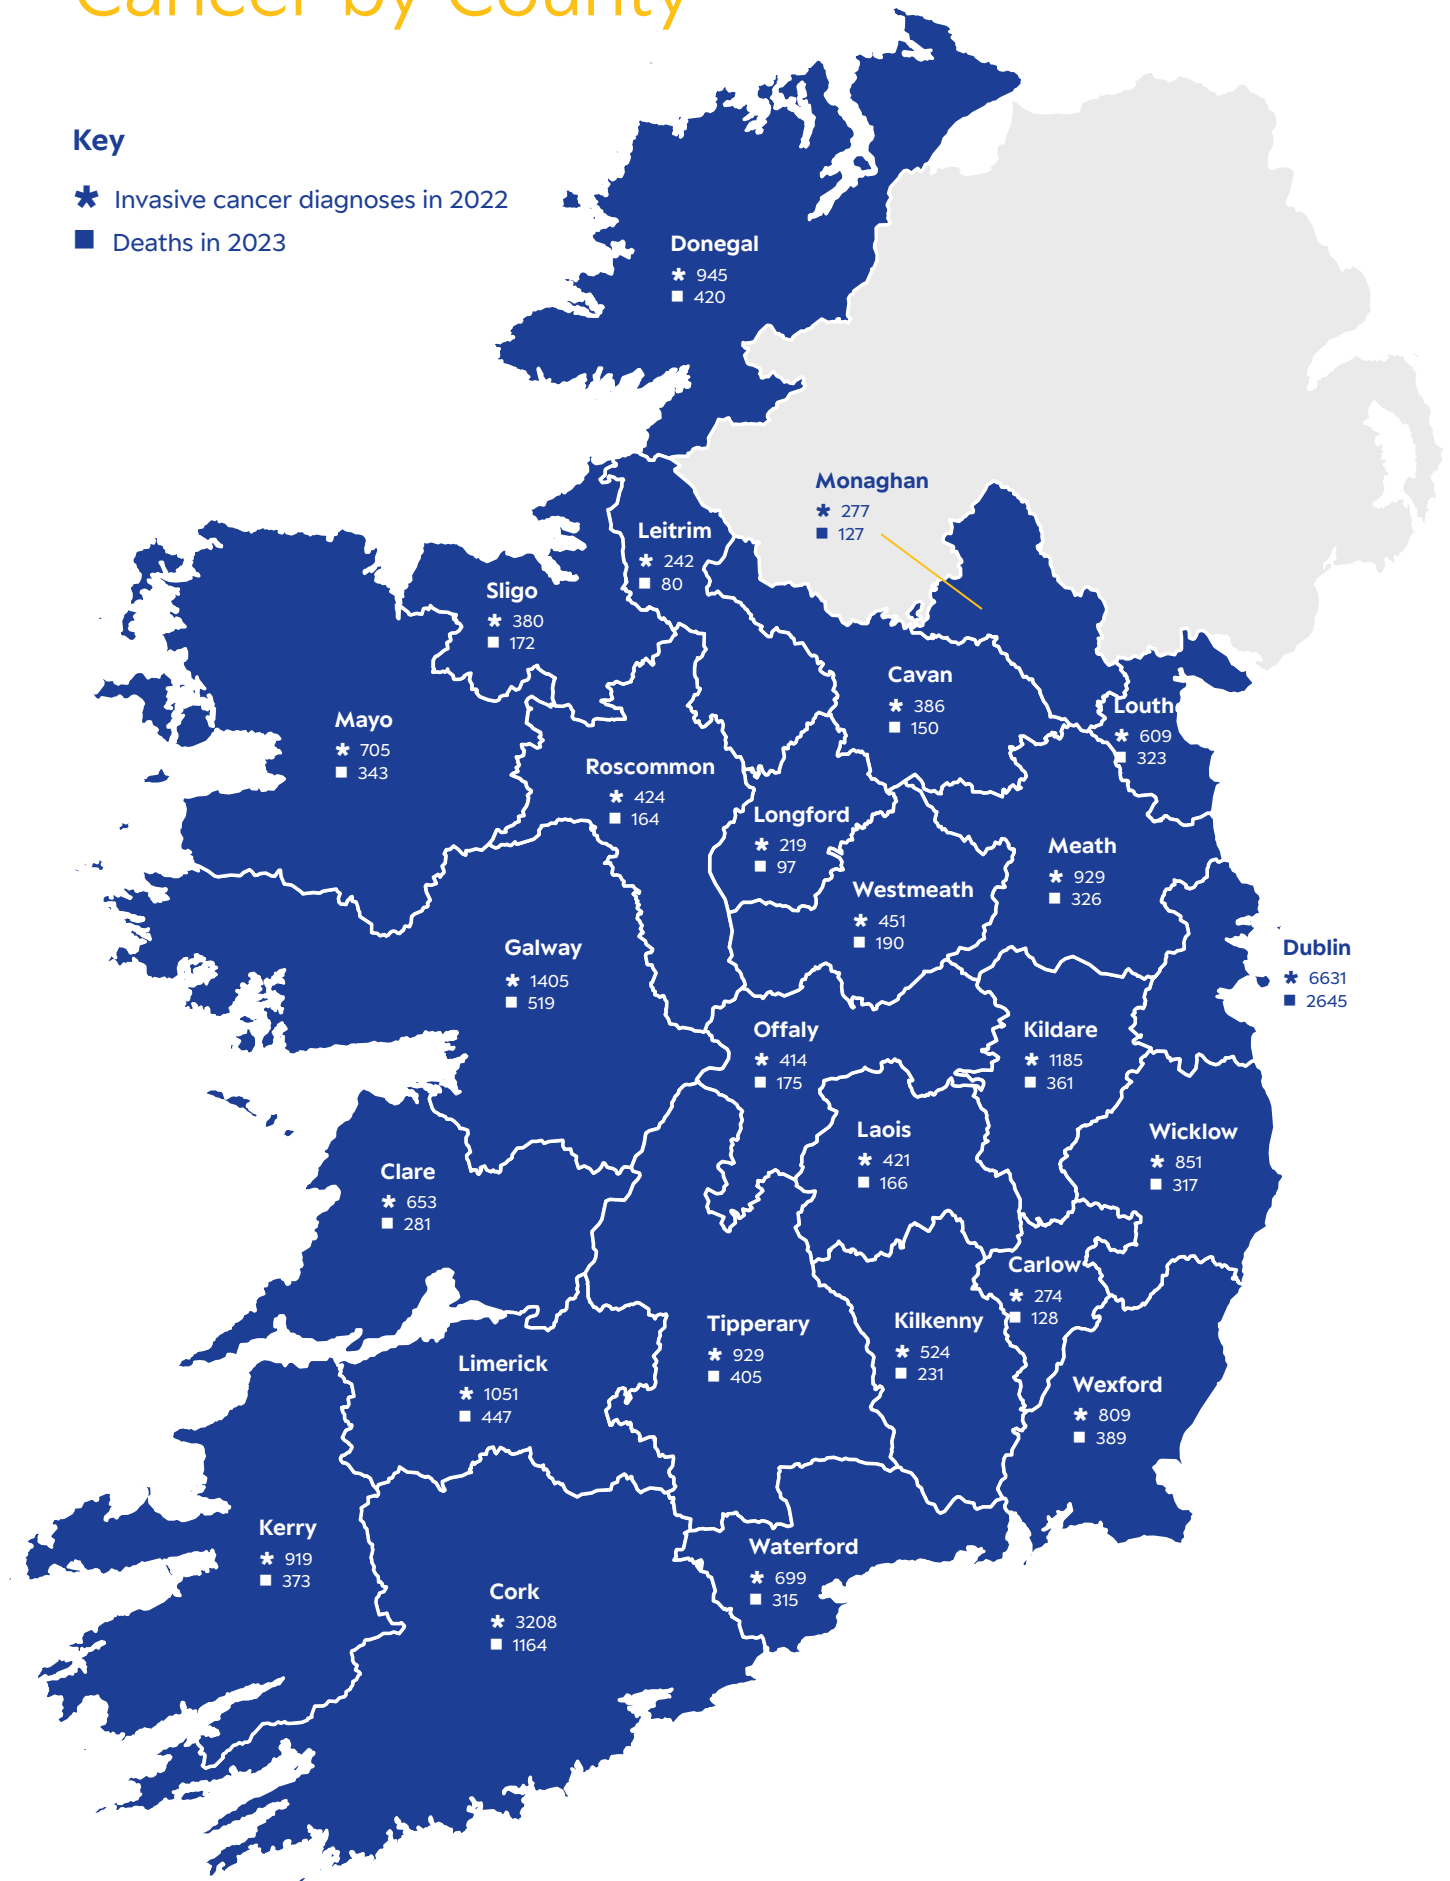 Cancer by County
Key
* Invasive cancer diagnoses in 2022
■ Deaths in 2023
Donegal
* 945
■ 420
Monaghan
* 277
■ 127
Leitrim
* 242
■ 80
Sligo
* 380
■ 172
Cavan
* 386
■ 150
Louth
* 609
■ 323
Mayo
* 705
■ 343
Roscommon
* 424
■ 164
Longford
* 219
■ 97
Meath
* 929
■ 326
Westmeath
* 451
■ 190
Galway
* 1405
■ 519
Dublin
* 6631
■ 2645
Offaly
* 414
■ 175
Kildare
* 1185
■ 361
Laois
* 421
■ 166
Wicklow
* 851
■ 317
Clare
* 653
■ 281
Carlow
* 274
■ 128
Tipperary
* 929
■ 405
Kilkenny
* 524
■ 231
Limerick
* 1051
■ 447
Wexford
* 809
■ 389
Kerry
* 919
■ 373
Waterford
* 699
■ 315
Cork
* 3208
■ 1164